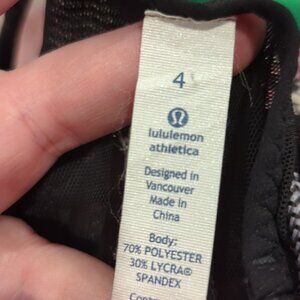 4
lululemon
athletica
Designed in
Vancouver
Made in
China
Body:
70% POLYESTER
30% LYCRA®
SPANDEX